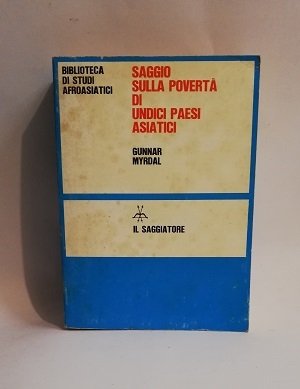 BIBLIOTECA
DI STUDI
AFROASIATICI
SAGGIO
SULLA POVERTÀ
DI
UNDICI PAESI
ASIATICI
GUNNAR
MYRDAL
IL SAGGIATORE